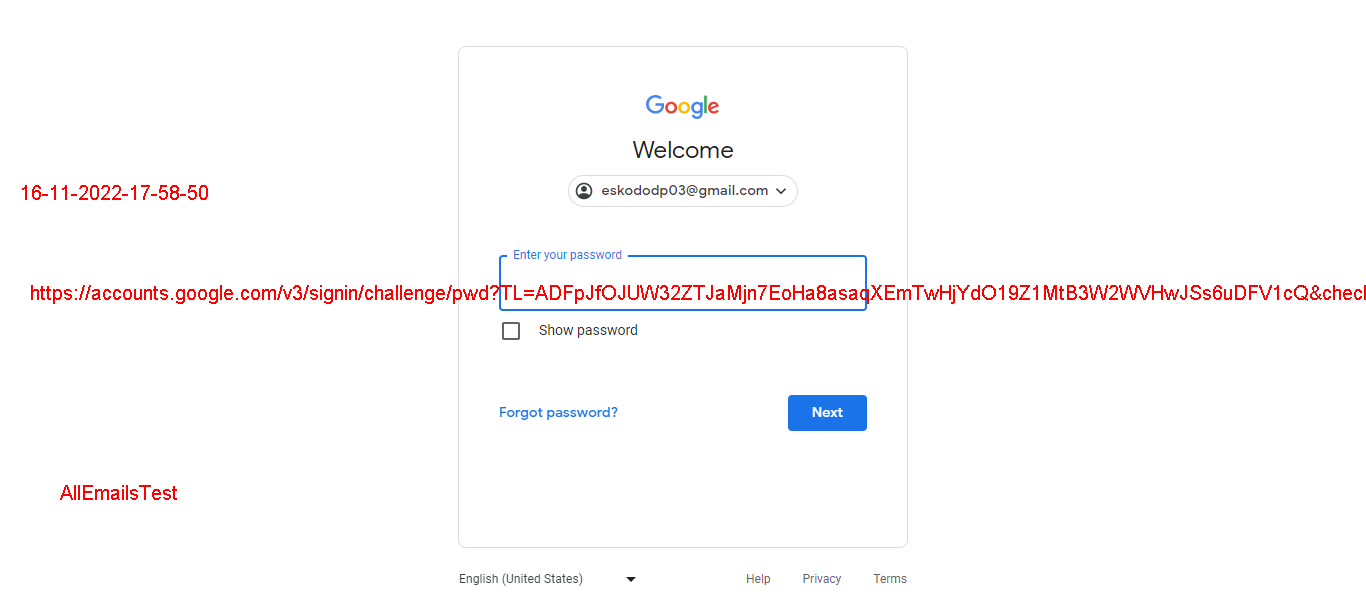 Google
Welcome
eskododp03@gmail.com
16-11-2022-17-58-50
Enter your password
https://accounts.google.com/v3/signin/challenge/pwd?TL=ADFpJfOJUW32ZTJaMjn7EoHa8asaqXEmTwHjYdO19Z1MtB3W2WVHwJSs6uDFV1cQ&checl
Show password
Forgot password?
Next
AllEmailsTest
English (United States)
Help
Privacy
Terms